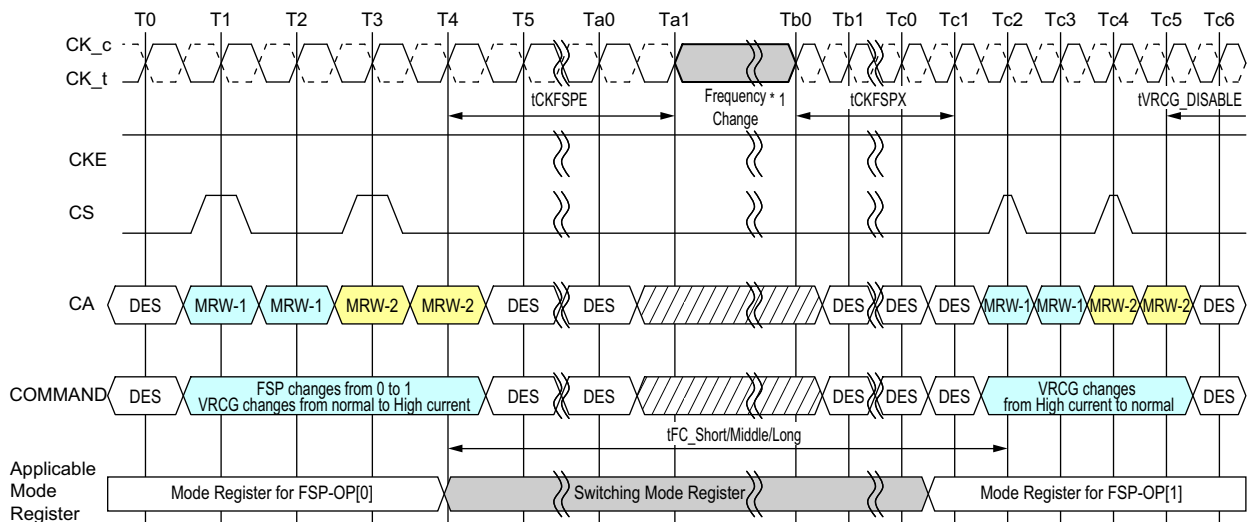 T0 T1 T2 T3 T4 T5 Ta0 Ta1 Tb0 Tb1 Tc0 Tc1 Tc2 Tc3 Tc4 Tc5 Tc6
CK_c
CK_t
tCKFSPE
Frequency * 1
Change
tCKFSPX
tVRCG_DISABLE
CKE
CS
CA DES MRW-1 MRW-1 MRW-2 MRW-2 DES DES DES DES DES MRW-1 MRW-1 MRW-2 MRW-2 DES
COMMAND DES
FSP changes from 0 to 1
VRCG changes from normal to High current
DES DES DES DES DES
VRCG changes
from High current to normal
DES
tFC_Short/Middle/Long
Applicable
Mode
Register
Mode Register for FSP-OP[0] Switching Mode Register Mode Register for FSP-OP[1]